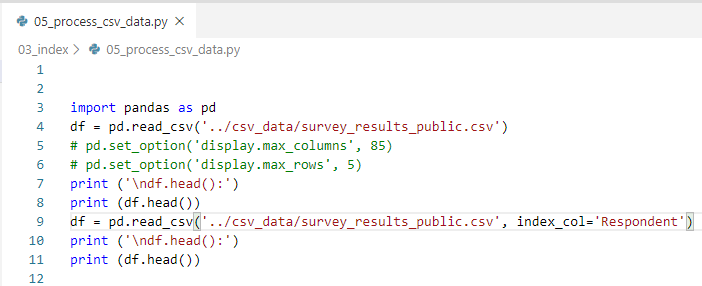 05_process_csv_data.py
03_index > 05_process_csv_data.py
1
2
3 import pandas as pd
4 df = pd.read_csv('../csv_data/survey_results_public.csv')
5 # pd.set_option('display.max_columns', 85)
6 # pd.set_option('display.max_rows', 5)
7 print ('\ndf.head():')
8 print (df.head())
9 df = pd.read_csv('../csv_data/survey_results_public.csv', index_col='Respondent')
10 print ('\ndf.head():')
11 print (df.head())
12